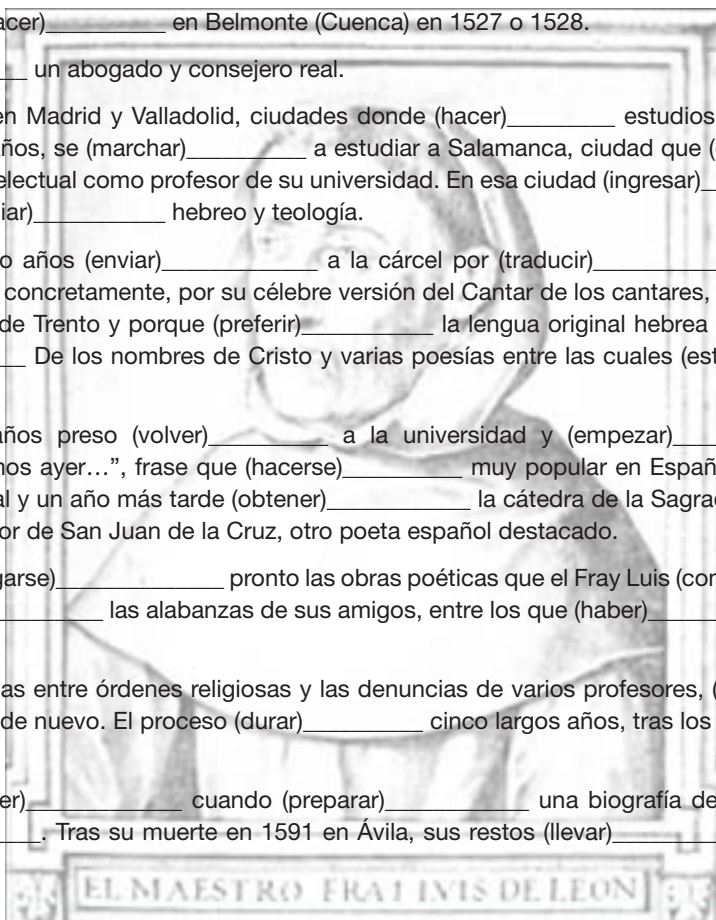 acer)__________ en Belmonte (Cuenca) en 1527 o 1528.
__ un abogado y consejero real.
en Madrid y Valladolid, ciudades donde (hacer)_________ estudios
ños, se (marchar)__________ a estudiar a Salamanca, ciudad que (
electual como profesor de su universidad. En esa ciudad (ingresar)_
iar)___________ hebreo y teología.
o años (enviar)_____________ a la cárcel por (traducir)__________
concretamente, por su célebre versión del Cantar de los cantares,
de Trento y porque (preferir)___________ la lengua original hebrea
__ De los nombres de Cristo y varias poesías entre las cuales (est
años preso (volver)__________ a la universidad y (empezar)____
mos ayer…”, frase que (hacerse)__________ muy popular en Españ
al y un año más tarde (obtener)____________ la cátedra de la Sagra
or de San Juan de la Cruz, otro poeta español destacado.
garse)______________ pronto las obras poéticas que el Fray Luis (con
_________ las alabanzas de sus amigos, entre los que (haber)______
as entre órdenes religiosas y las denuncias de varios profesores, (
de nuevo. El proceso (durar)__________ cinco largos años, tras los
er)_____________ cuando (preparar)____________ una biografía de
___. Tras su muerte en 1591 en Ávila, sus restos (llevar)_________
EL MAESTRO FRAI LVIS DE LEON